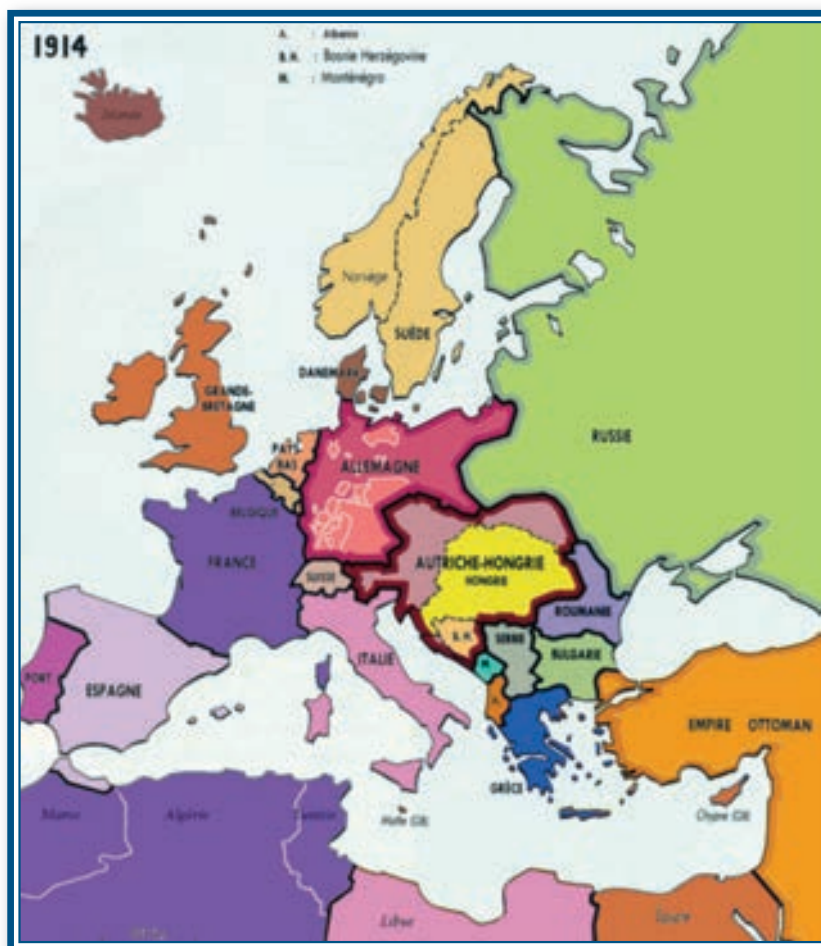 1914
A. : Albanie
B.H. : Bosnie Herzégovine
M. : Monténégro
Islande
Norvège
SUÈDE
DANEMARK
GRANDE-
BRETAGNE
RUSSIE
PAYS-
BAS
ALLEMAGNE
BELGIQUE
FRANCE
AUTRICHE-HONGRIE
HONGRIE
SUISSE
ROUMANIE
B.H.
SERBIE
ITALIE
BULGARIE
M.
PORT
ESPAGNE
A.
EMPIRE OTTOMAN
GRÈCE
Maroc
Algérie
Tunisie
Malte (GB)
Chypre (GB)
Libye